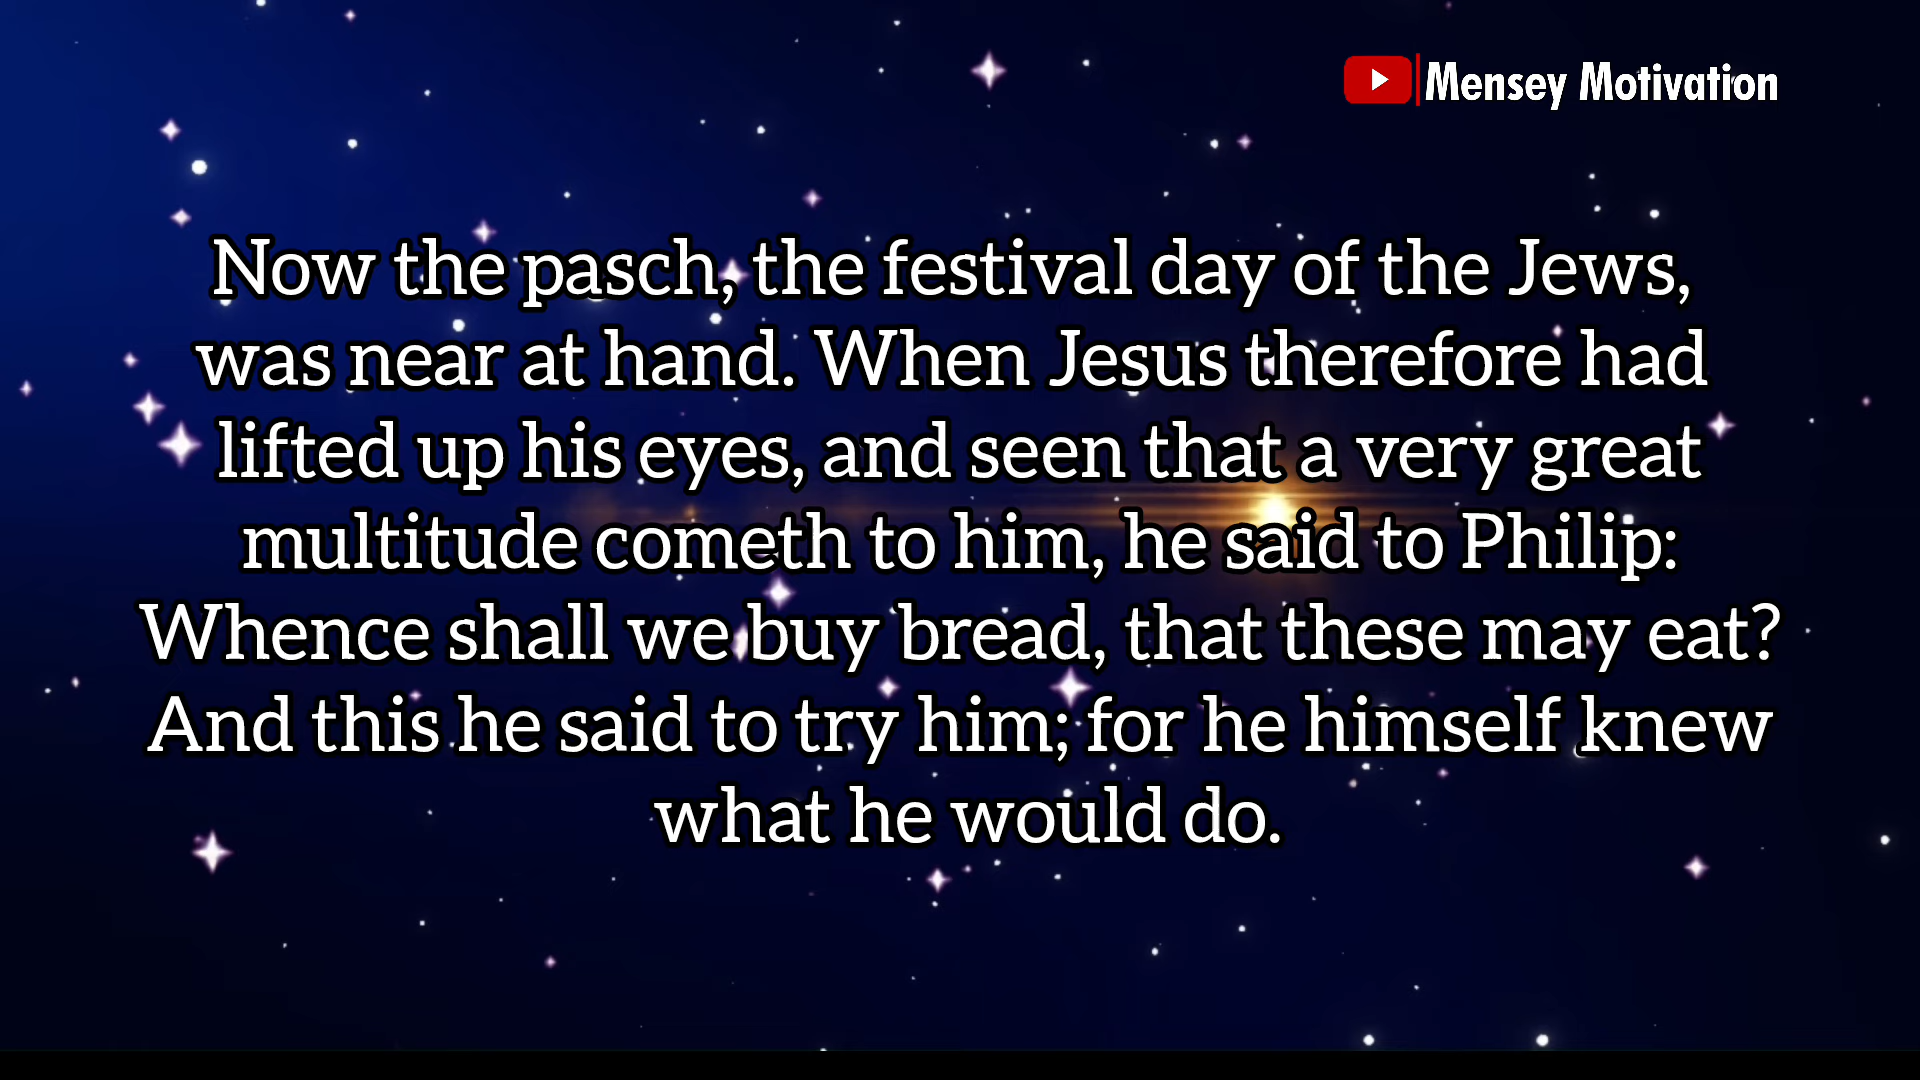 Mensey Motivation
Now the pasch, the festival day of the Jews,
was near at hand. When Jesus therefore had
lifted up his eyes, and seen that a very great
multitude cometh to him, he said to Philip:
Whence shall we buy bread, that these may eat?
And this he said to try him; for he himself knew
what he would do.